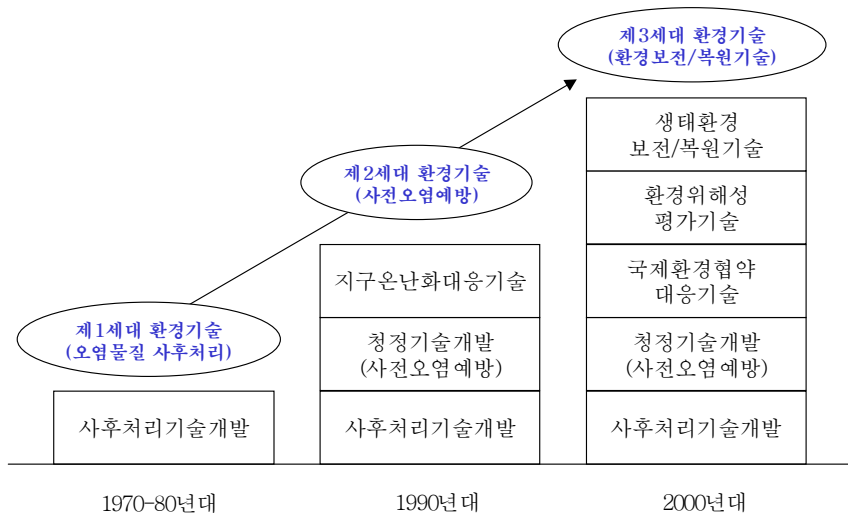 제3세대 환경기술
(환경보전/복원기술)
생태환경
보전/복원기술
제2세대 환경기술
(사전오염예방)
환경위해성
평가기술
지구온난화대응기술
국제환경협약
대응기술
제1세대 환경기술
(오염물질 사후처리)
청정기술개발
(사전오염예방)
청정기술개발
(사전오염예방)
사후처리기술개발
사후처리기술개발
사후처리기술개발
1970-80년대
1990년대
2000년대